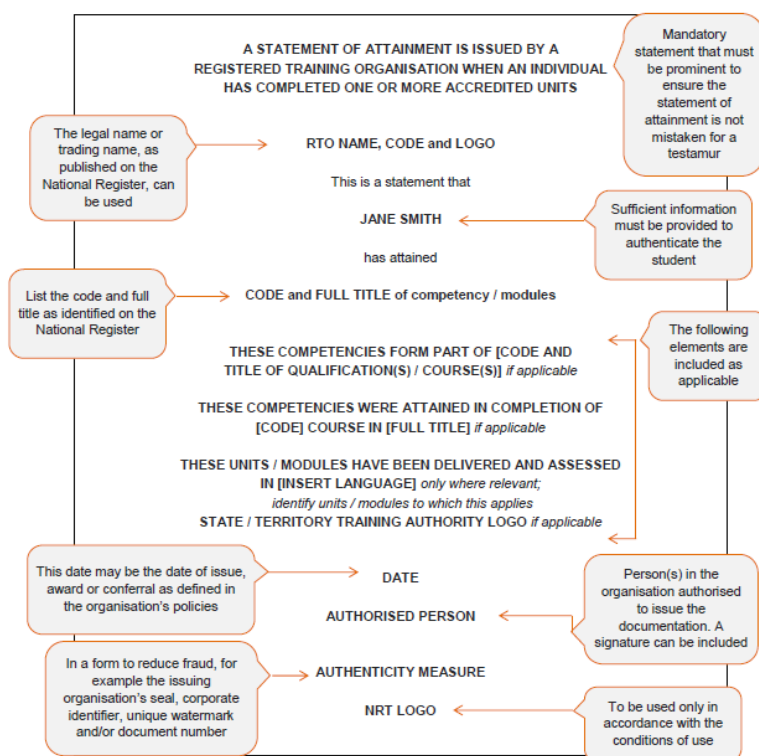 A STATEMENT OF ATTAINMENT IS ISSUED BY A
REGISTERED TRAINING ORGANISATION WHEN AN INDIVIDUAL
HAS COMPLETED ONE OR MORE ACCREDITED UNITS
Mandatory
statement that must
be prominent to
ensure the
statement of
attainment is not
mistaken for a
testamur
The legal name or
trading name, as
published on the
National Register, can
be used
RTO NAME, CODE and LOGO
This is a statement that
JANE SMITH
Sufficient information
must be provided to
authenticate the
student
has attained
List the code and full
title as identified on the
National Register
CODE and FULL TITLE of competency / modules
The following
elements are
included as
applicable
THESE COMPETENCIES FORM PART OF [CODE AND
TITLE OF QUALIFICATION(S) / COURSE(S)] if applicable
THESE COMPETENCIES WERE ATTAINED IN COMPLETION OF
[CODE] COURSE IN [FULL TITLE] if applicable
THESE UNITS / MODULES HAVE BEEN DELIVERED AND ASSESSED
IN [INSERT LANGUAGE] only where relevant;
identify units / modules to which this applies
STATE / TERRITORY TRAINING AUTHORITY LOGO if applicable
This date may be the date of issue,
award or conferral as defined
in the organisation's policies
DATE
AUTHORISED PERSON
Person(s) in the
organisation authorised
to issue the
documentation. A
signature can be included
In a form to reduce fraud, for
example the issuing
organisation's seal, corporate
identifier, unique watermark
and/or document number
AUTHENTICITY MEASURE
NRT LOGO
To be used only in
accordance with the
conditions of use